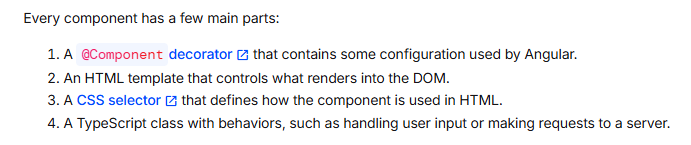 Every component has a few main parts:
1. A @Component decorator that contains some configuration used by Angular.
2. An HTML template that controls what renders into the DOM.
3. A CSS selector that defines how the component is used in HTML.
4. A TypeScript class with behaviors, such as handling user input or making requests to a server.